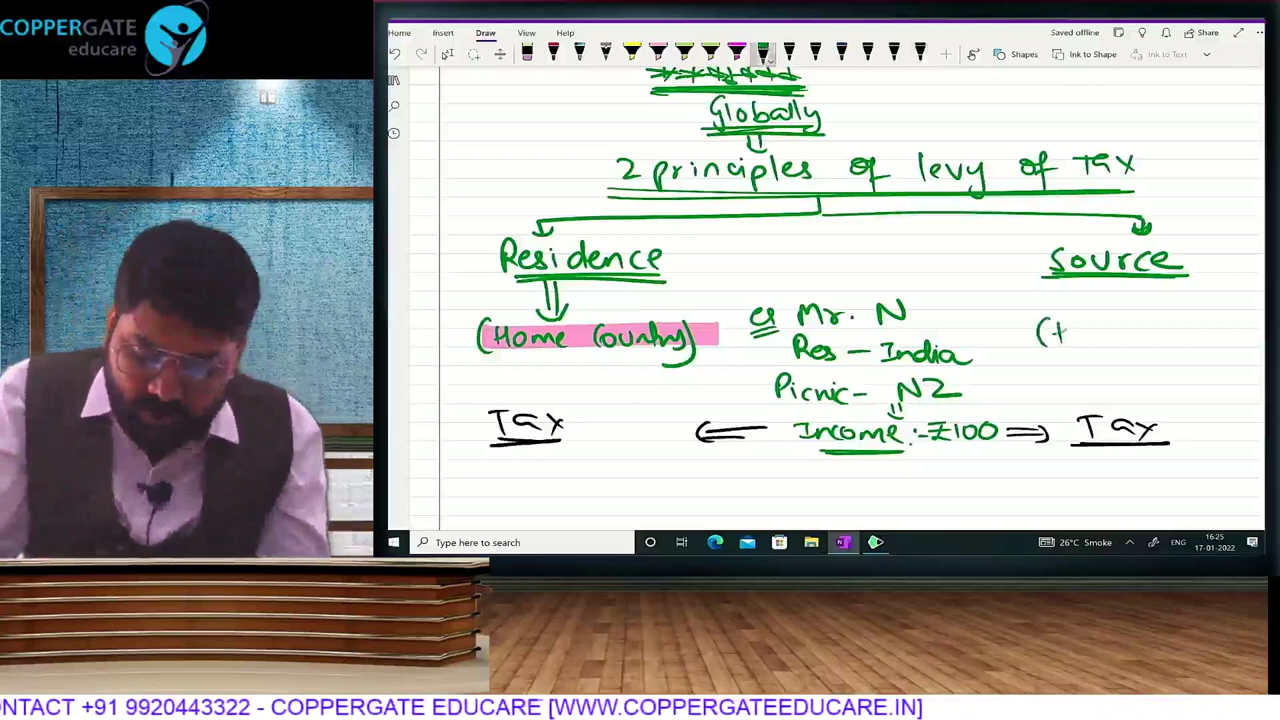 COPPERGATE
educare
Home Insert Draw View Help
Saved offline
Share
Shapes
Ink to Shape
Ink to Text
Globally
2 principles of levy of Tax
Residence
Source
(Home Country)
eg Mr. N
Res - India
Picnic - NZ
(t
Tax
Income :- ₹100
Tax
Type here to search
26°C Smoke
ENG
16:25
17-01-2022
ONTACT +91 9920443322 - COPPERGATE EDUCARE [WWW.COPPERGATEEDUCARE.IN]